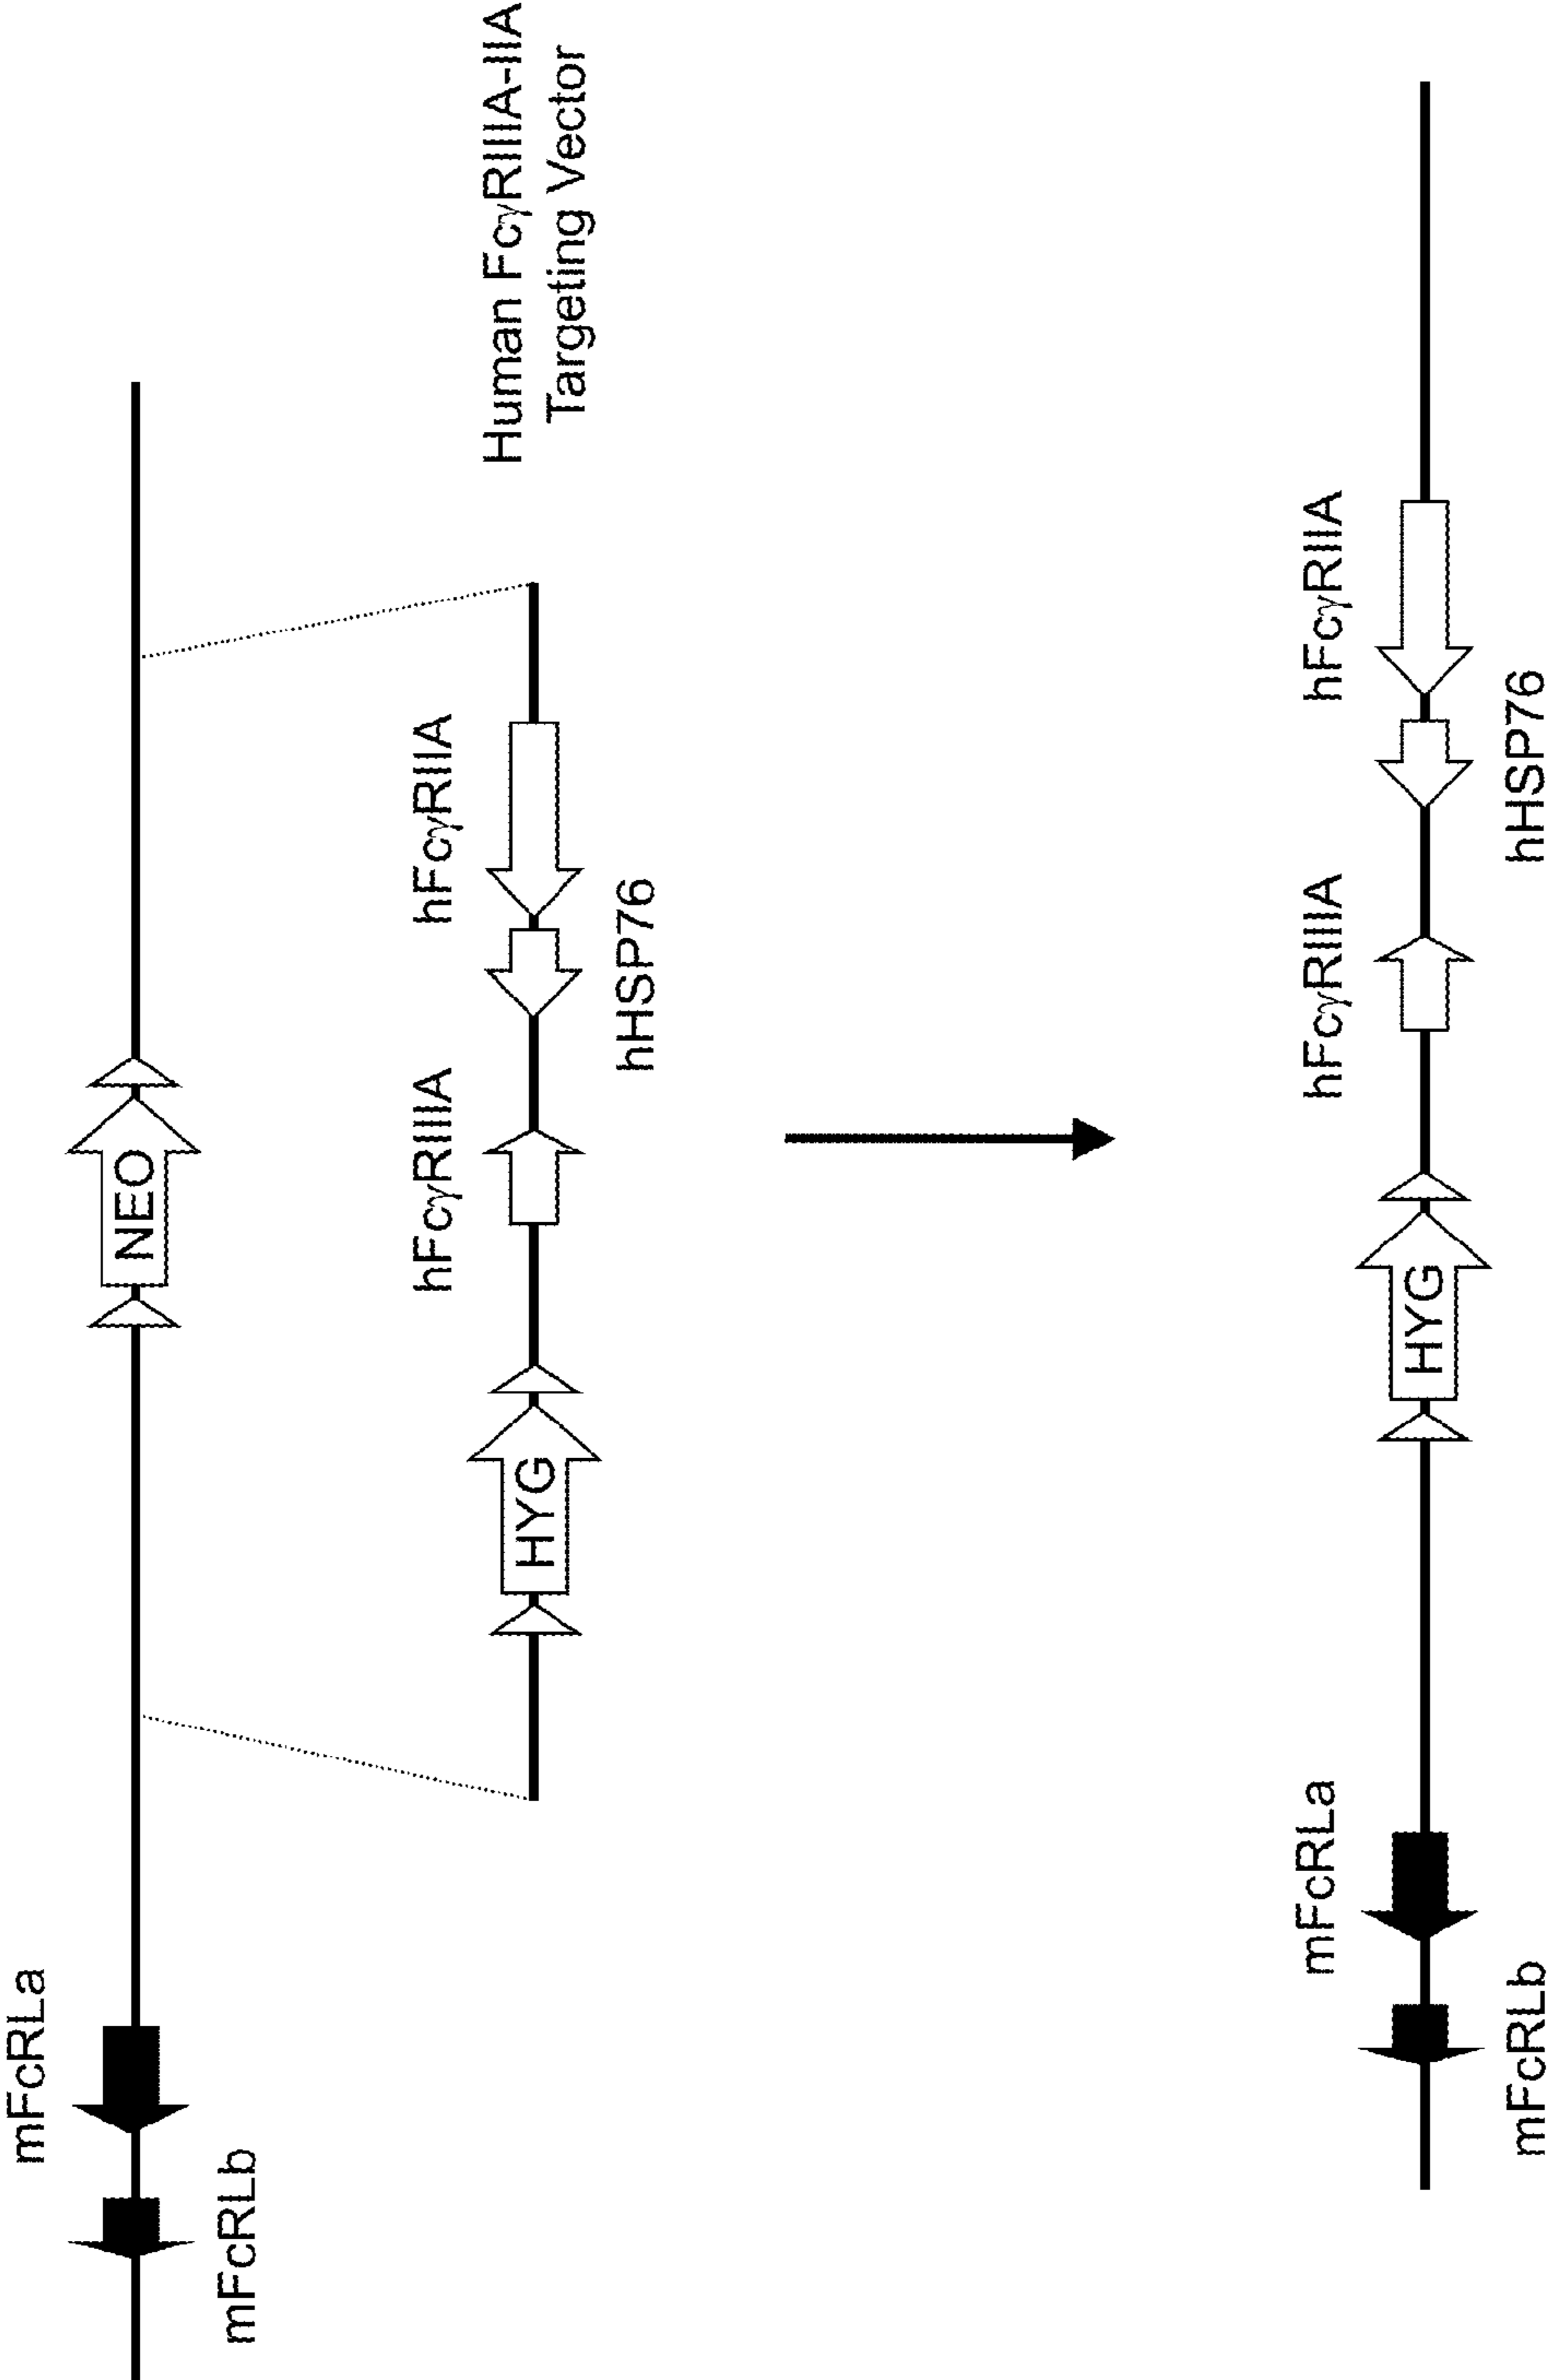 mFcRLa
NEO
mFcRLb
hFcγRIIIA
hFcγRIIA
Human FcγRIIIA-IIA
Targeting Vector
HYG
hHSP76
mFcRLa
hFcγRIIIA
hFcγRIIA
HYG
mFcRLb
hHSP76